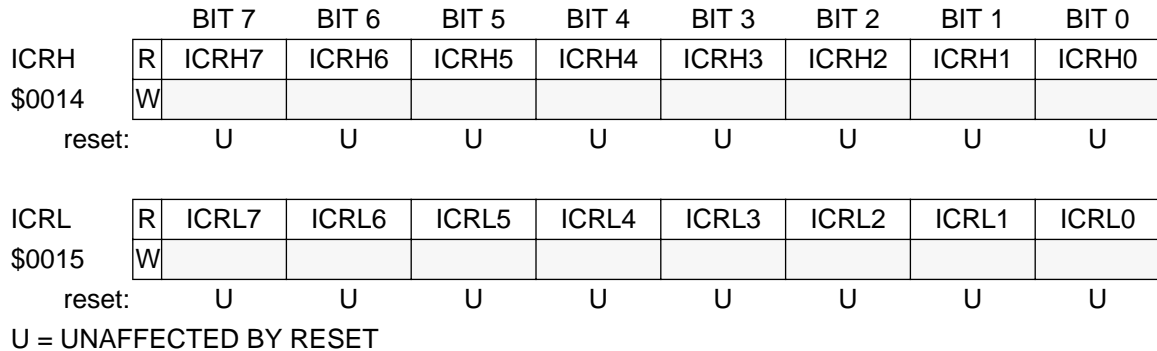 BIT 7 BIT 6 BIT 5 BIT 4 BIT 3 BIT 2 BIT 1 BIT 0
ICRH R ICRH7 ICRH6 ICRH5 ICRH4 ICRH3 ICRH2 ICRH1 ICRH0
$0014 W
reset: U U U U U U U U
ICRL R ICRL7 ICRL6 ICRL5 ICRL4 ICRL3 ICRL2 ICRL1 ICRL0
$0015 W
reset: U U U U U U U U
U = UNAFFECTED BY RESET